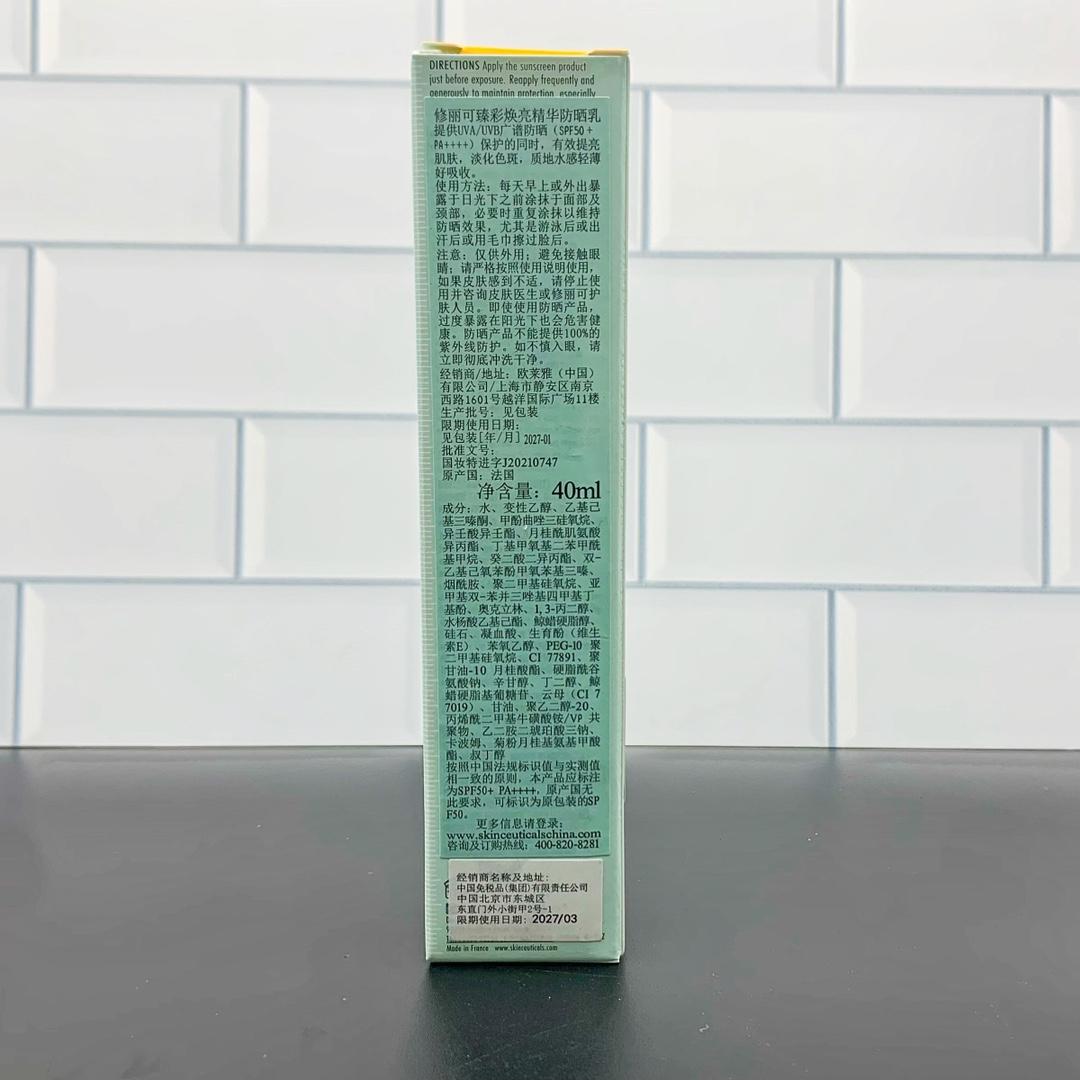 DIRECTIONS Apply the sunscreen product
just before exposure. Reapply frequently and
generously to maintain protection, especially
修丽可臻彩焕亮精华防晒乳
提供UVA/UVB广谱防晒（SPF50 +
PA++++）保护的同时，有效提亮
肌肤，淡化色斑，质地水感轻薄
好吸收。
使用方法：每天早上或外出暴
露于日光下之前涂抹于面部及
颈部，必要时重复涂抹以维持
防晒效果，尤其是游泳后或出
汗后或用毛巾擦过脸后。
注意：仅供外用；避免接触眼
睛；请严格按照使用说明使用，
如果皮肤感到不适，请停止使
用并咨询皮肤医生或修丽可护
肤人员。即使使用防晒产品，
过度暴露在阳光下也会危害健
康。防晒产品不能提供100%的
紫外线防护。如不慎入眼，请
立即彻底冲洗干净。
经销商/地址：欧莱雅（中国）
有限公司/上海市静安区南京
西路1601号越洋国际广场11楼
生产批号：见包装
限期使用日期：
见包装[年/月] 2027-01
批准文号：
国妆特进字J20210747
原产国：法国
净含量：40ml
成分：水、变性乙醇、乙基己
基三嗪酮、甲酚曲唑三硅氧烷、
异壬酸异壬酯、月桂酰肌氨酸
异丙酯、丁基甲氧基二苯甲酰
基甲烷、癸二酸二异丙酯、双-
乙基己氧苯酚甲氧苯基三嗪、
烟酰胺、聚二甲基硅氧烷、亚
甲基双-苯并三唑基四甲基丁
基酚、奥克立林、1,3-丙二醇、
水杨酸乙基己酯、鲸蜡硬脂醇、
硅石、凝血酸、生育酚（维生
素E）、苯氧乙醇、PEG-10 聚
二甲基硅氧烷、CI 77891、聚
甘油-10 月桂酸酯、硬脂酰谷
氨酸钠、辛甘醇、丁二醇、鲸
蜡硬脂基葡糖苷、云母（CI 7
7019）、甘油、聚乙二醇-20、
丙烯酰二甲基牛磺酸铵/VP 共
聚物、乙二胺二琥珀酸三钠、
卡波姆、菊粉月桂基氨基甲酸
酯、叔丁醇
按照中国法规标识值与实测值
相一致的原则，本产品应标注
为SPF50+ PA++++，原产国无
此要求，可标识为原包装的SP
F50。
更多信息请登录：
www.skinceuticalschina.com
咨询及订购热线：400-820-8281
经销商名称及地址：
中国免税品(集团)有限责任公司
中国北京市东城区
东直门外小街甲2号-1
限期使用日期：2027/03
Made in France www.skinceuticals.com